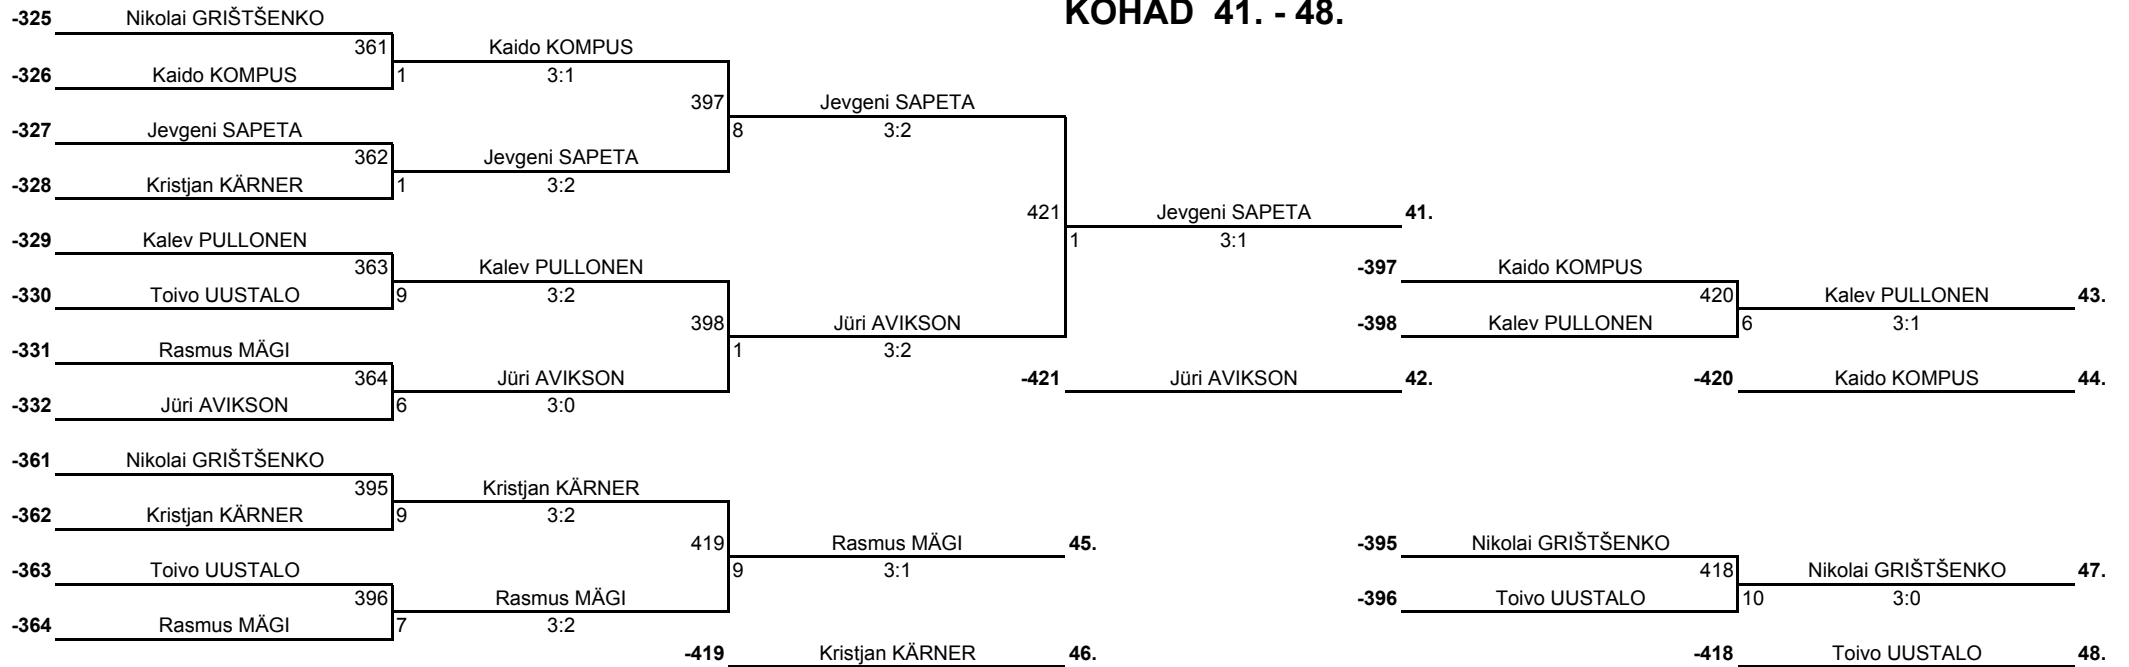 KOHAD 41. - 48.
-325 Nikolai GRIŠTŠENKO
361 Kaido KOMPUS
-326 Kaido KOMPUS 1 3:1
397 Jevgeni SAPETA
-327 Jevgeni SAPETA 8 3:2
362 Jevgeni SAPETA
-328 Kristjan KÄRNER 1 3:2
421 Jevgeni SAPETA 41.
-329 Kalev PULLONEN 1 3:1
363 Kalev PULLONEN -397 Kaido KOMPUS
-330 Toivo UUSTALO 9 3:2 420 Kalev PULLONEN 43.
398 Jüri AVIKSON -398 Kalev PULLONEN 6 3:1
-331 Rasmus MÄGI 1 3:2
364 Jüri AVIKSON -421 Jüri AVIKSON 42. -420 Kaido KOMPUS 44.
-332 Jüri AVIKSON 6 3:0
-361 Nikolai GRIŠTŠENKO
395 Kristjan KÄRNER
-362 Kristjan KÄRNER 9 3:2
419 Rasmus MÄGI 45. -395 Nikolai GRIŠTŠENKO
-363 Toivo UUSTALO 9 3:1 418 Nikolai GRIŠTŠENKO 47.
396 Rasmus MÄGI -396 Toivo UUSTALO 10 3:0
-364 Rasmus MÄGI 7 3:2
-419 Kristjan KÄRNER 46. -418 Toivo UUSTALO 48.